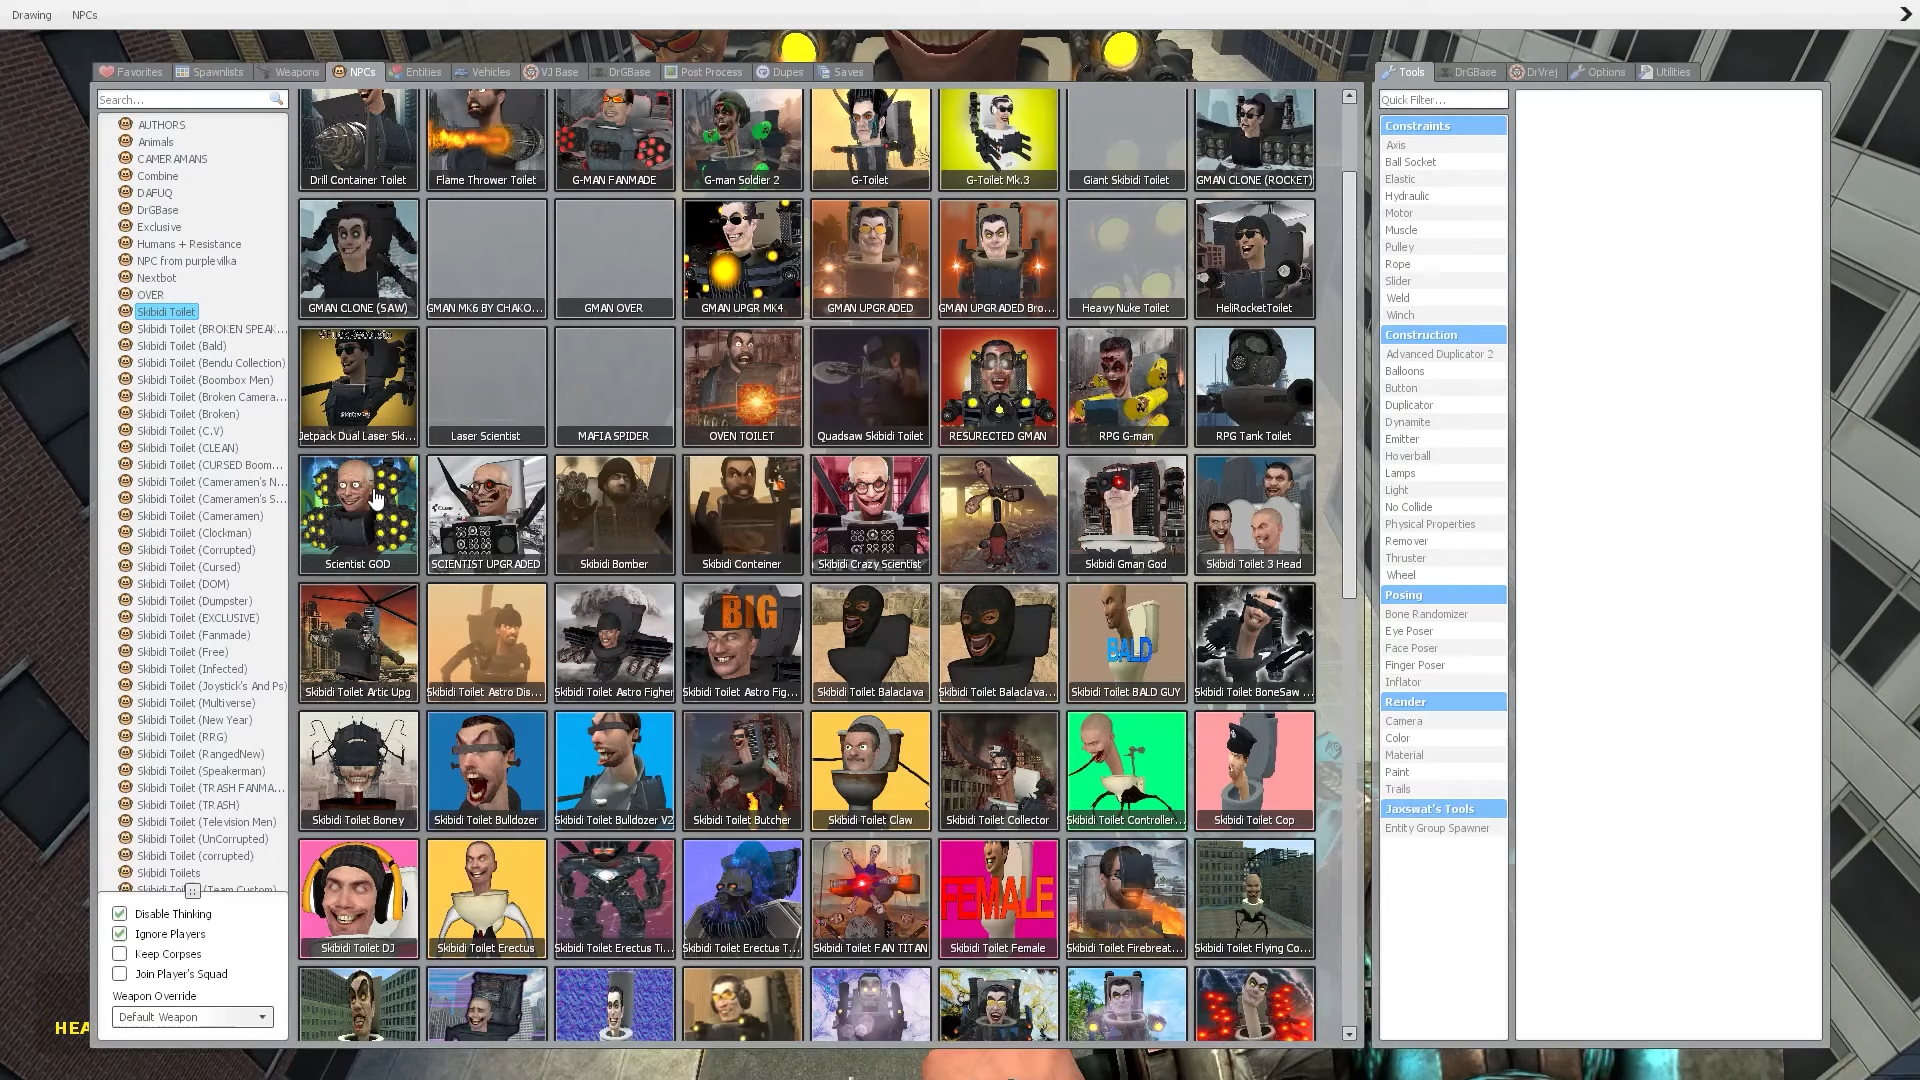 Drawing NPCs
Favorites Spawnlists Weapons NPCs Entities Vehicles VJ Base DrGBase Post Process Dupes Saves
Tools DrGBase DrVrej Options Utilities
Search...
AUTHORS
Animals
CAMERAMANS
Combine
DAFUQ
DrGBase
Exclusive
Humans + Resistance
NPC from purplevilka
Nextbot
OVER
Skibidi Toilet
Skibidi Toilet (BROKEN SPEAK...
Skibidi Toilet (Bald)
Skibidi Toilet (Bendu Collection)
Skibidi Toilet (Boombox Men)
Skibidi Toilet (Broken Camera...
Skibidi Toilet (Broken)
Skibidi Toilet (C.V)
Skibidi Toilet (CLEAN)
Skibidi Toilet (CURSED Boom...
Skibidi Toilet (Cameramen's N...
Skibidi Toilet (Cameramen's S...
Skibidi Toilet (Cameramen)
Skibidi Toilet (Clockman)
Skibidi Toilet (Corrupted)
Skibidi Toilet (Cursed)
Skibidi Toilet (DOM)
Skibidi Toilet (Dumpster)
Skibidi Toilet (EXCLUSIVE)
Skibidi Toilet (Fanmade)
Skibidi Toilet (Free)
Skibidi Toilet (Infected)
Skibidi Toilet (Joystick's And Ps)
Skibidi Toilet (Multiverse)
Skibidi Toilet (New Year)
Skibidi Toilet (RRG)
Skibidi Toilet (RangedNew)
Skibidi Toilet (Speakerman)
Skibidi Toilet (TRASH FANMA...
Skibidi Toilet (TRASH)
Skibidi Toilet (Television Men)
Skibidi Toilet (UnCorrupted)
Skibidi Toilet (corrupted)
Skibidi Toilets
(Team Custom)
Disable Thinking
Ignore Players
Keep Corpses
Join Player's Squad
Weapon Override
Default Weapon
HEA
Drill Container Toilet Flame Thrower Toilet G-MAN FANMADE G-man Soldier 2 G-Toilet G-Toilet Mk.3 Giant Skibidi Toilet GMAN CLONE (ROCKET)
GMAN CLONE (SAW) GMAN MK6 BY CHAKO... GMAN OVER GMAN UPGR MK4 GMAN UPGRADED GMAN UPGRADED Bro... Heavy Nuke Toilet HeliRocketToilet
Jetpack Dual Laser Ski... Laser Scientist MAFIA SPIDER OVEN TOILET Quadsaw Skibidi Toilet RESURECTED GMAN RPG G-man RPG Tank Toilet
Scientist GOD SCIENTIST UPGRADED Skibidi Bomber Skibidi Conteiner Skibidi Crazy Scientist Skibidi Gman God Skibidi Toilet 3 Head
BIG
BALD
Skibidi Toilet Artic Upg Skibidi Toilet Astro Dis... Skibidi Toilet Astro Figher Skibidi Toilet Astro Fig... Skibidi Toilet Balaclava Skibidi Toilet Balaclava... Skibidi Toilet BALD GUY Skibidi Toilet BoneSaw ...
Skibidi Toilet Boney Skibidi Toilet Bulldozer Skibidi Toilet Bulldozer V2 Skibidi Toilet Butcher Skibidi Toilet Claw Skibidi Toilet Collector Skibidi Toilet Controller... Skibidi Toilet Cop
FEMALE
Skibidi Toilet DJ Skibidi Toilet Erectus Skibidi Toilet Erectus Ti... Skibidi Toilet Erectus T... Skibidi Toilet FAN TITAN Skibidi Toilet Female Skibidi Toilet Firebreat... Skibidi Toilet Flying Co...
Quick Filter...
Constraints
Axis
Ball Socket
Elastic
Hydraulic
Motor
Muscle
Pulley
Rope
Slider
Weld
Winch
Construction
Advanced Duplicator 2
Balloons
Button
Duplicator
Dynamite
Emitter
Hoverball
Lamps
Light
No Collide
Physical Properties
Remover
Thruster
Wheel
Posing
Bone Randomizer
Eye Poser
Face Poser
Finger Poser
Inflator
Render
Camera
Color
Material
Paint
Trails
Jaxswat's Tools
Entity Group Spawner